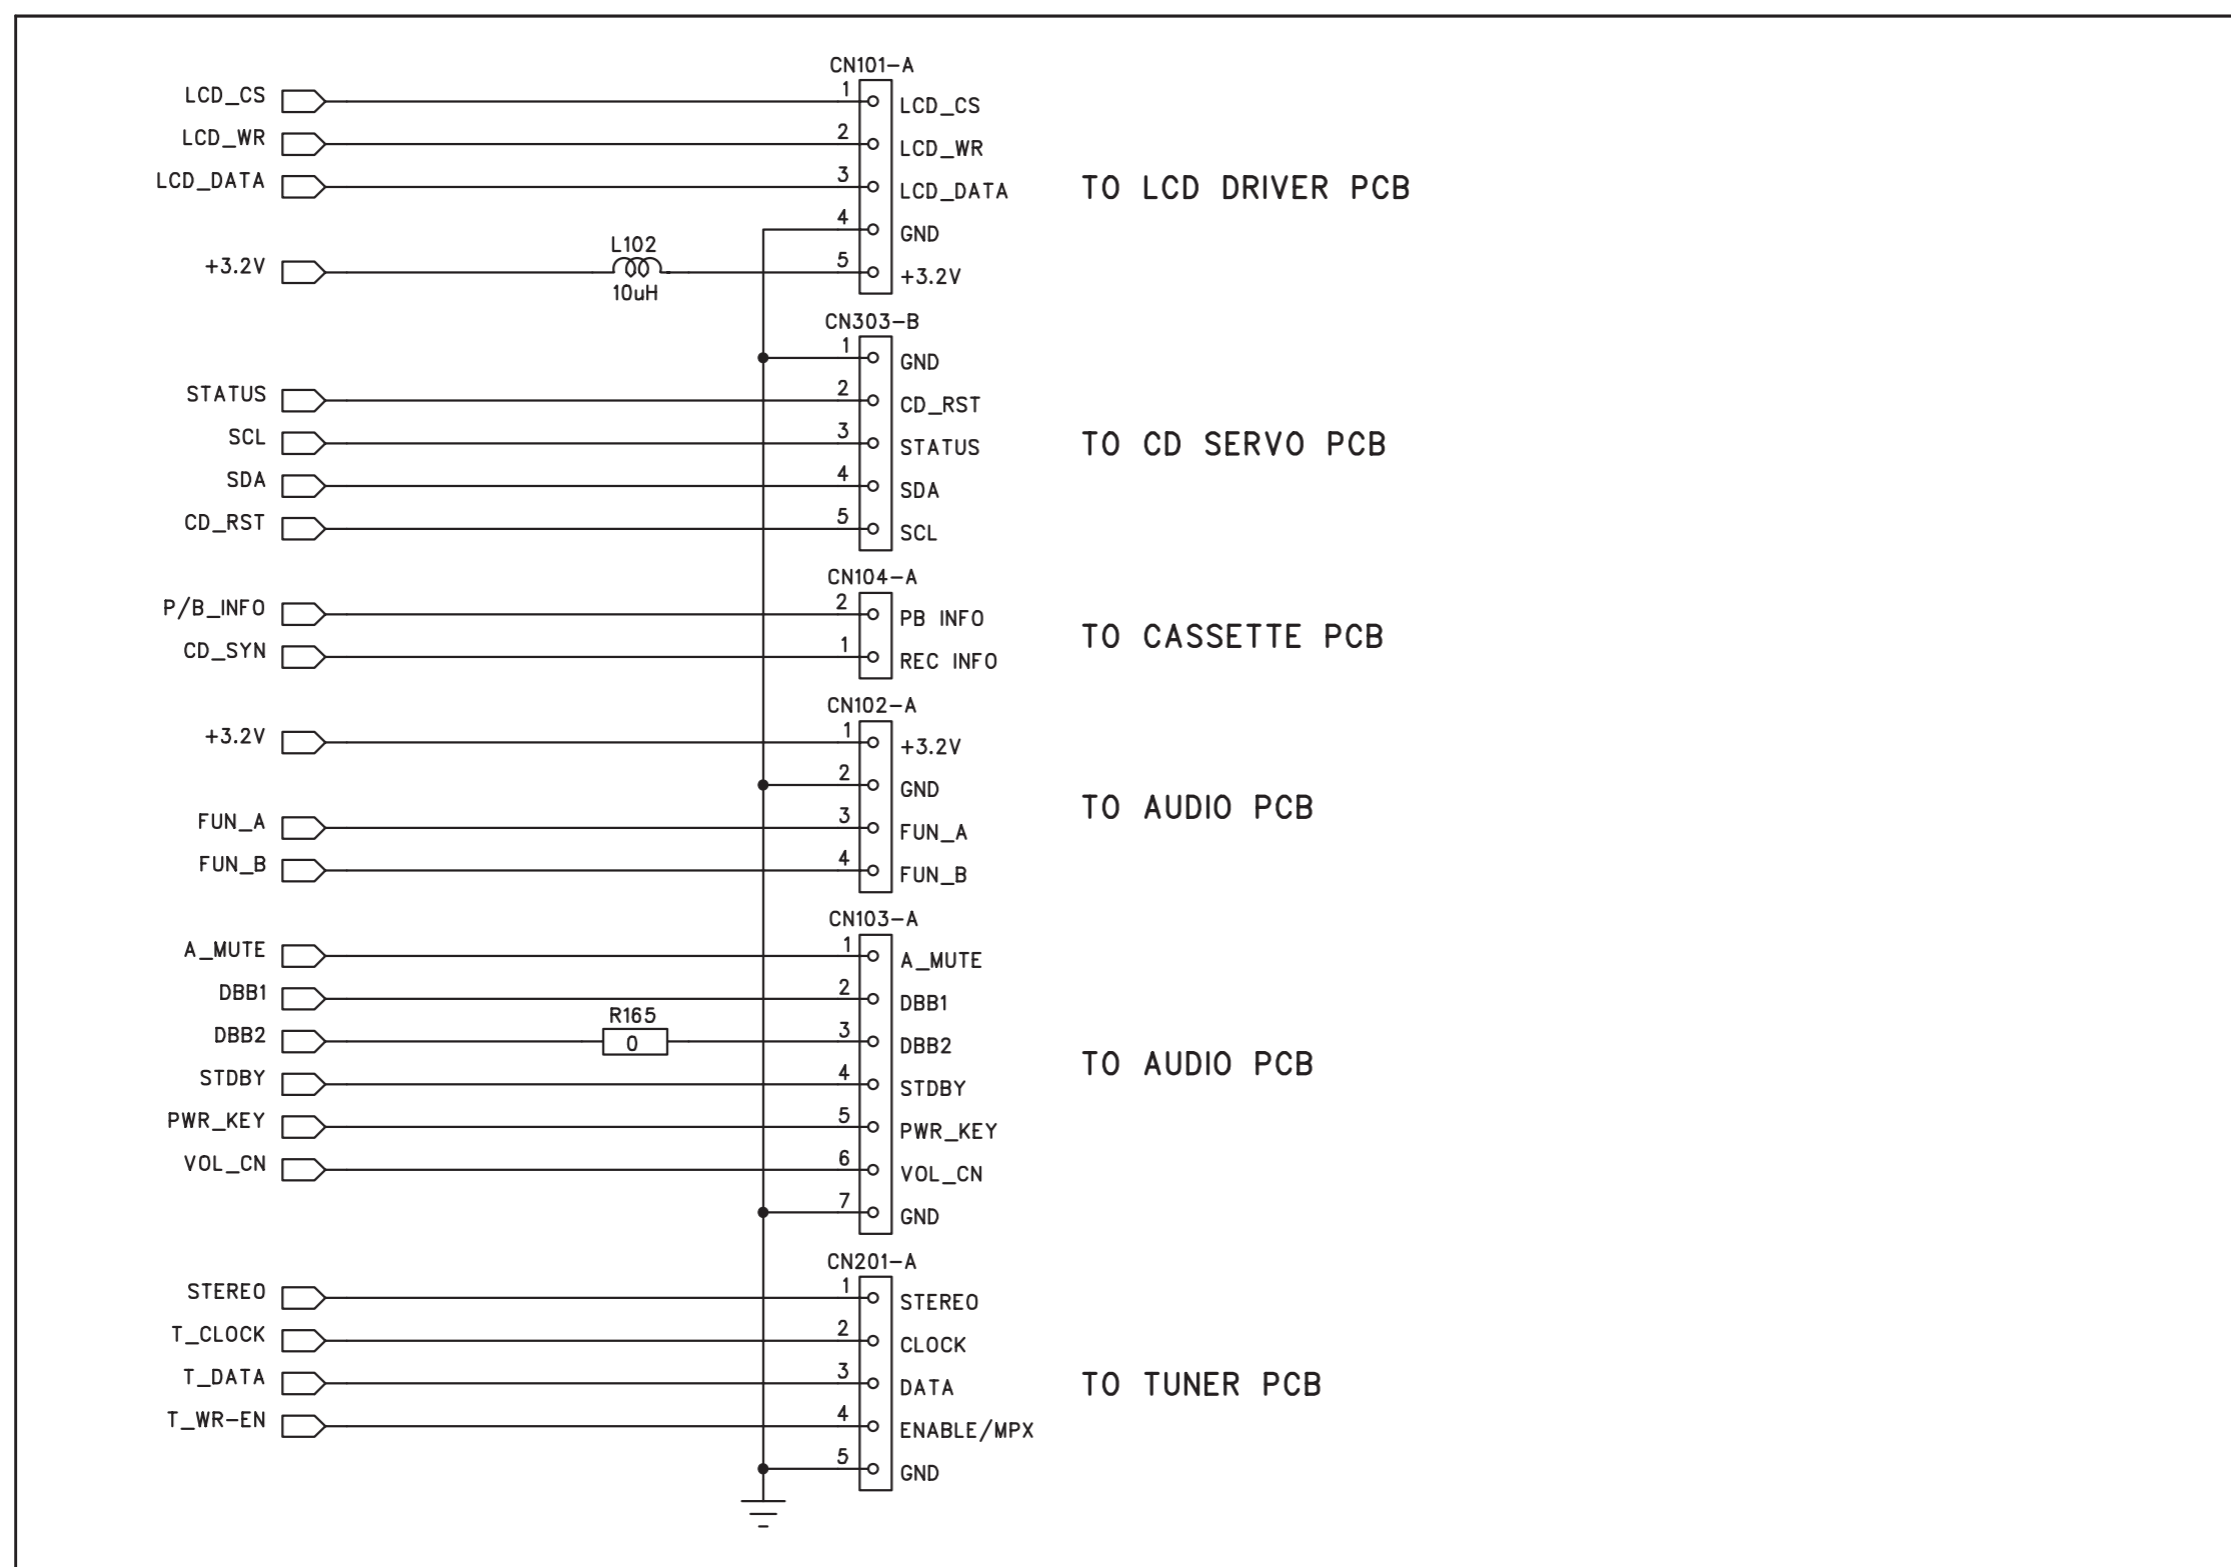 CN101-A
LCD_CS 1 LCD_CS
LCD_WR 2 LCD_WR
LCD_DATA 3 LCD_DATA TO LCD DRIVER PCB
4 GND
L102
+3.2V 5 +3.2V
10uH
CN303-B
1 GND
STATUS 2 CD_RST
SCL 3 STATUS TO CD SERVO PCB
SDA 4 SDA
CD_RST 5 SCL
CN104-A
P/B_INFO 2 PB INFO
TO CASSETTE PCB
CD_SYN 1 REC INFO
CN102-A
+3.2V 1 +3.2V
2 GND
TO AUDIO PCB
FUN_A 3 FUN_A
FUN_B 4 FUN_B
CN103-A
A_MUTE 1 A_MUTE
DBB1 2 DBB1
R165
DBB2 0 3 DBB2
TO AUDIO PCB
STDBY 4 STDBY
PWR_KEY 5 PWR_KEY
VOL_CN 6 VOL_CN
7 GND
CN201-A
STEREO 1 STEREO
T_CLOCK 2 CLOCK
T_DATA 3 DATA TO TUNER PCB
T_WR-EN 4 ENABLE/MPX
5 GND